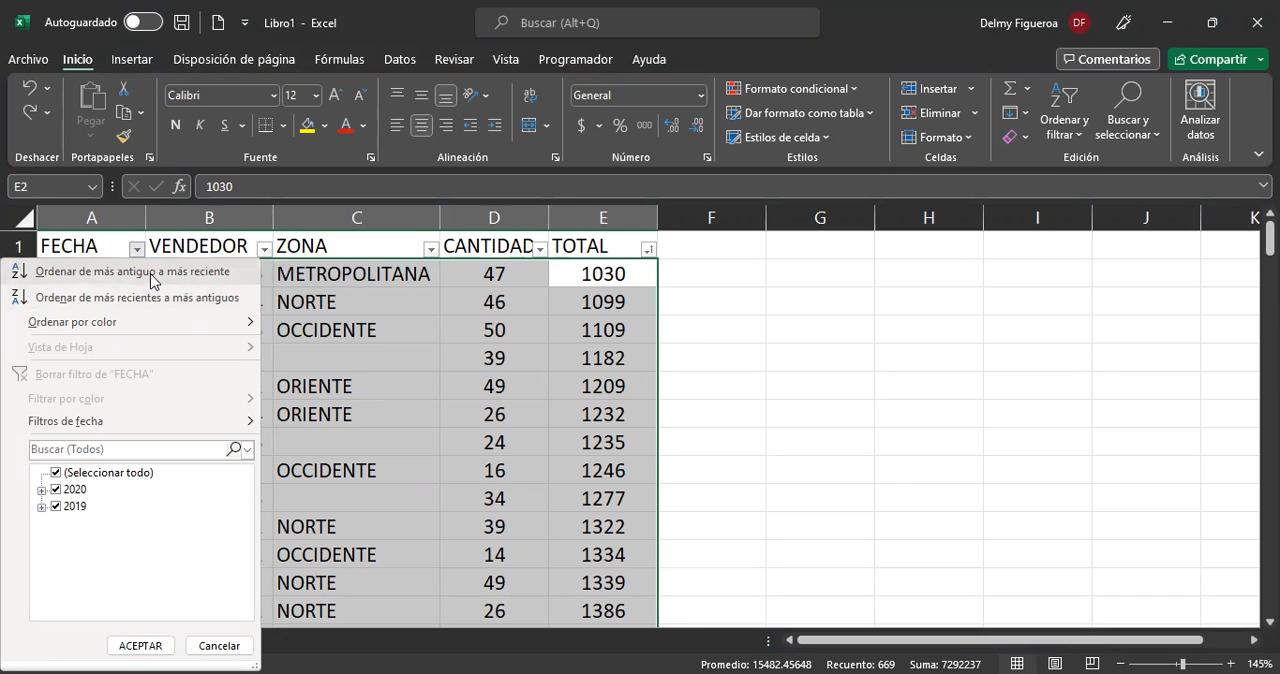 Autoguardado Libro1 - Excel Buscar (Alt+Q) Delmy Figueroa DF
Archivo Inicio Insertar Disposición de página Fórmulas Datos Revisar Vista Programador Ayuda Comentarios Compartir
Pegar Calibri 12 General Formato condicional Insertar Ordenar y filtrar Buscar y seleccionar Analizar datos
N K S $ % 000 Dar formato como tabla Eliminar
Estilos de celda Formato
Deshacer Portapapeles Fuente Alineación Número Estilos Celdas Edición Análisis
E2 fx 1030
A B C D E F G H I J K
1 FECHA VENDEDOR ZONA CANTIDAD TOTAL
Ordenar de más antiguo a más reciente
Ordenar de más recientes a más antiguos
Ordenar por color
Vista de Hoja
Borrar filtro de "FECHA"
Filtrar por color
Filtros de fecha
Buscar (Todos)
(Seleccionar todo)
2020
2019
ACEPTAR Cancelar
METROPOLITANA 47 1030
NORTE 46 1099
OCCIDENTE 50 1109
39 1182
ORIENTE 49 1209
ORIENTE 26 1232
24 1235
OCCIDENTE 16 1246
34 1277
NORTE 39 1322
OCCIDENTE 14 1334
NORTE 49 1339
NORTE 26 1386
Promedio: 15482.45648 Recuento: 669 Suma: 7292237 145%